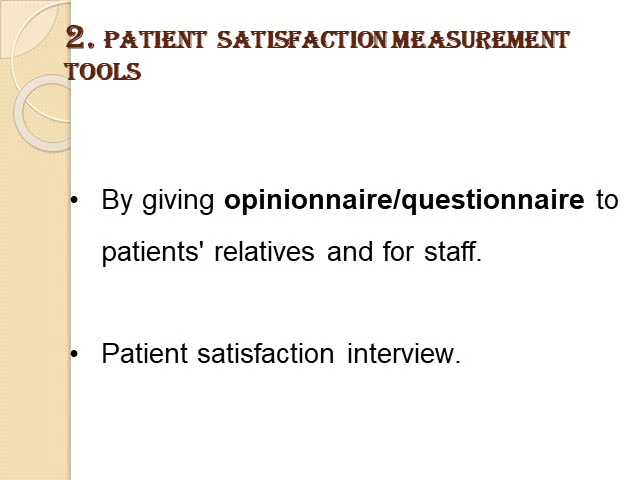 2. PATIENT SATISFACTION MEASUREMENT
TOOLS
• By giving opinionnaire/questionnaire to
patients' relatives and for staff.
• Patient satisfaction interview.